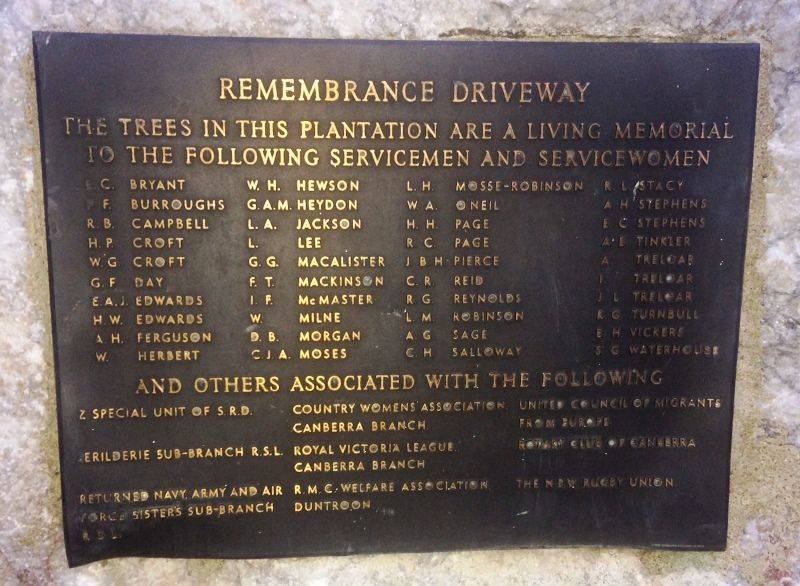 REMEMBRANCE DRIVEWAY
THE TREES IN THIS PLANTATION ARE A LIVING MEMORIAL
TO THE FOLLOWING SERVICEMEN AND SERVICEWOMEN
C. BRYANT W. H. HEWSON L. H. MOSSE-ROBINSON R. L. STACY
F. BURROUGHS G.A.M. HEYDON W. A. O'NEIL A. H. STEPHENS
R. B. CAMPBELL L. A. JACKSON H. H. PAGE E. C. STEPHENS
H. P. CROFT L. LEE R. C. PAGE A. E. TINKLER
W. G. CROFT G. G. MACALISTER J. B. H. PIERCE A. TRELOAR
G. F. DAY F. T. MACKINSON C. R. REID TRELOAR
E. A. J. EDWARDS I. F. McMASTER R. G. REYNOLDS J. L. TRELOAR
H. W. EDWARDS W. MILNE L. M. ROBINSON R. G. TURNBULL
A. H. FERGUSON D. B. MORGAN A. G. SAGE E. H. VICKERS
W. HERBERT C. J. A. MOSES C. H. SALLOWAY S. G. WATERHOUSE
AND OTHERS ASSOCIATED WITH THE FOLLOWING
Z SPECIAL UNIT OF S.R.D. COUNTRY WOMENS' ASSOCIATION UNITED COUNCIL OF MIGRANTS
CANBERRA BRANCH FROM EUROPE
JERILDERIE SUB-BRANCH R.S.L. ROYAL VICTORIA LEAGUE ROTARY CLUB OF CANBERRA
CANBERRA BRANCH
RETURNED NAVY, ARMY AND AIR R. M. C. WELFARE ASSOCIATION THE N.S.W. RUGBY UNION
FORCE SISTERS SUB-BRANCH DUNTROON
R S L